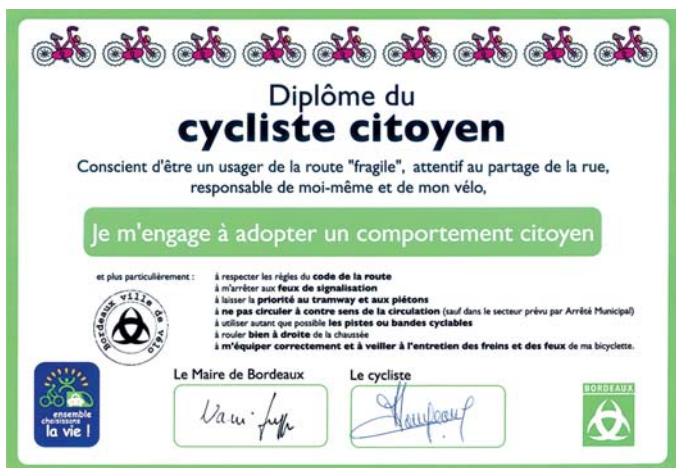 Diplôme du
cycliste citoyen
Conscient d'être un usager de la route "fragile", attentif au partage de la rue,
responsable de moi-même et de mon vélo,
Je m'engage à adopter un comportement citoyen
et plus particulièrement :
à respecter les règles du code de la route
à m'arrêter aux feux de signalisation
à laisser la priorité au tramway et aux piétons
à ne pas circuler à contre sens de la circulation (sauf dans le secteur prévu par Arrêté Municipal)
à utiliser autant que possible les pistes ou bandes cyclables
à rouler bien à droite de la chaussée
à m'équiper correctement et à veiller à l'entretien des freins et des feux de ma bicyclette.
Bordeaux ville de vélo
Le Maire de Bordeaux
Le cycliste
ensemble
choisissons
la vie !
BORDEAUX